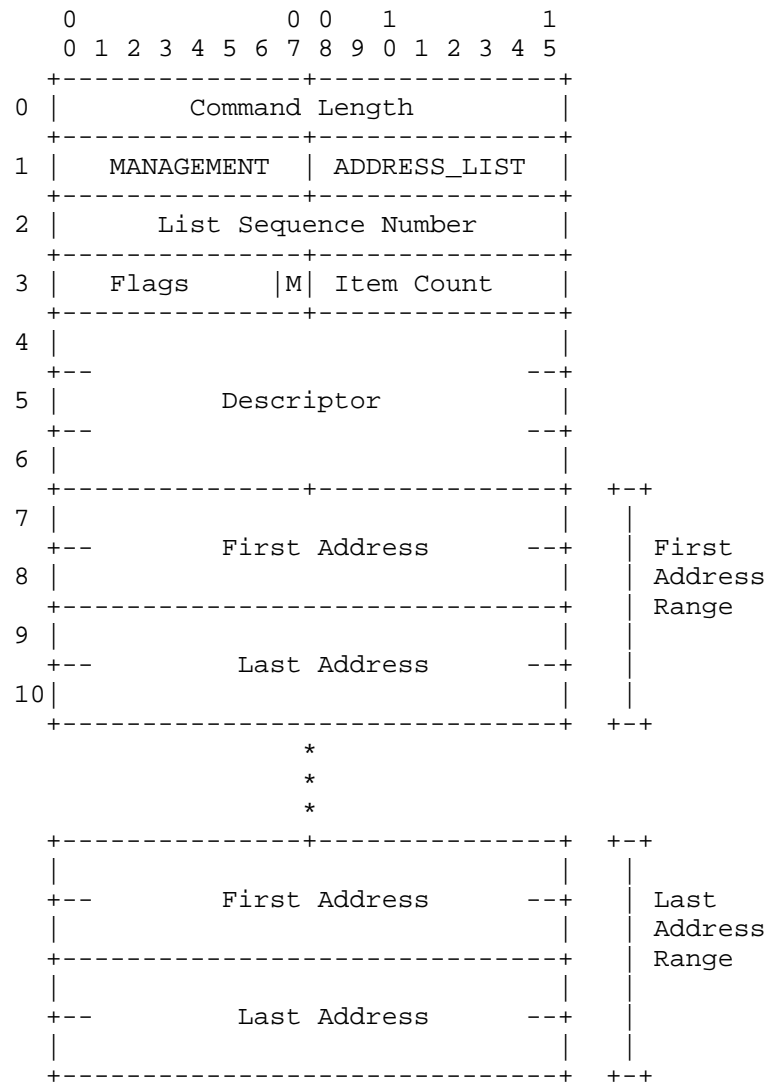 0 0 0 1 1
0 1 2 3 4 5 6 7 8 9 0 1 2 3 4 5
+---------------+---------------+
0 | Command Length |
+---------------+---------------+
1 | MANAGEMENT | ADDRESS_LIST |
+---------------+---------------+
2 | List Sequence Number |
+---------------+---------------+
3 | Flags |M| Item Count |
+---------------+---------------+
4 | |
+-- --+
5 | Descriptor |
+-- --+
6 | |
+---------------+---------------+ +-+
7 | | |
+-- First Address --+ | First
8 | | | Address
+-------------------------------+ | Range
9 | | |
+-- Last Address --+ |
10| | |
+-------------------------------+ +-+
*
*
*
+---------------+---------------+ +-+
| | |
+-- First Address --+ | Last
| | | Address
+-------------------------------+ | Range
| | |
+-- Last Address --+ |
| | |
+-------------------------------+ +-+